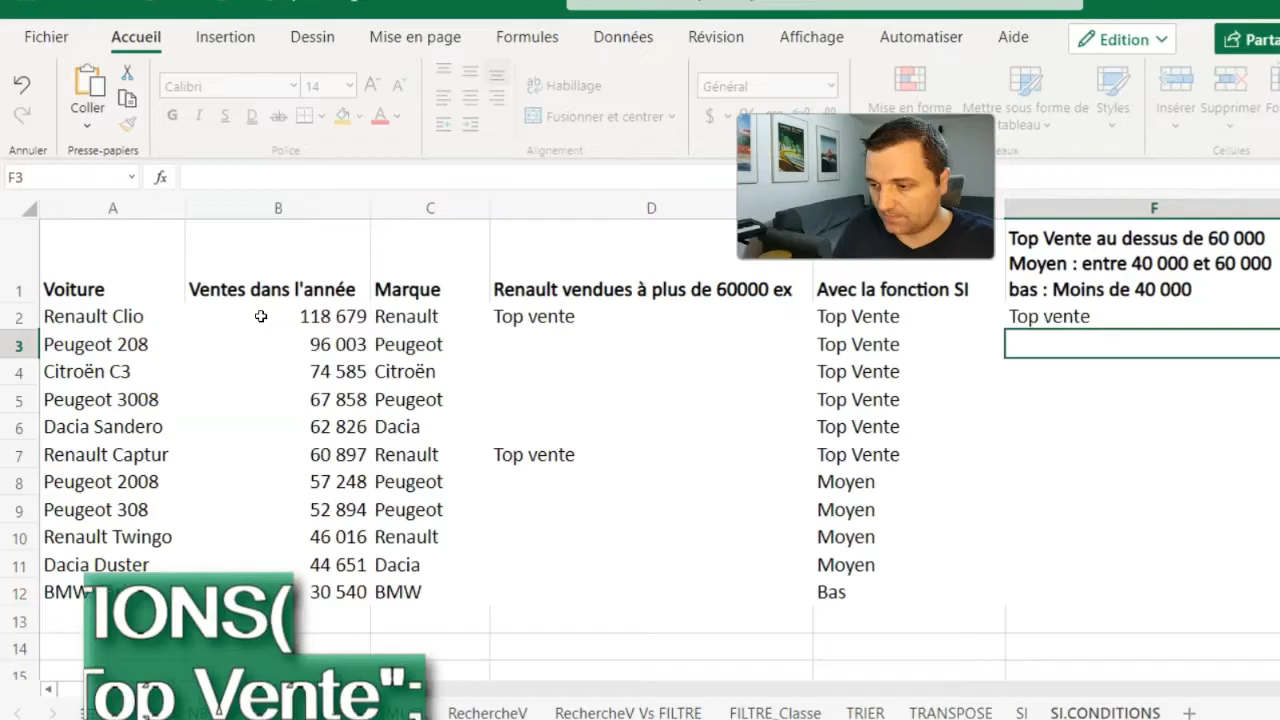 Fichier Accueil Insertion Dessin Mise en page Formules Données Révision Affichage Automatiser Aide Edition
Coller Calibri 14 Habillage Général Mise en forme Mettre sous forme de Styles Insérer Supprimer
G I S D ab Fusionner et centrer $ tableau
Annuler Presse-papiers Police Alignement Cellules
F3 fx
A B C D F
1 Voiture Ventes dans l'année Marque Renault vendues à plus de 60000 ex Avec la fonction SI
Top Vente au dessus de 60 000
Moyen : entre 40 000 et 60 000
bas : Moins de 40 000
2 Renault Clio 118 679 Renault Top vente Top Vente Top vente
3 Peugeot 208 96 003 Peugeot Top Vente
4 Citroën C3 74 585 Citroën Top Vente
5 Peugeot 3008 67 858 Peugeot Top Vente
6 Dacia Sandero 62 826 Dacia Top Vente
7 Renault Captur 60 897 Renault Top vente Top Vente
8 Peugeot 2008 57 248 Peugeot Moyen
9 Peugeot 308 52 894 Peugeot Moyen
10 Renault Twingo 46 016 Renault Moyen
11 Dacia Duster 44 651 Dacia Moyen
12 BMW 30 540 BMW Bas
13
14
15
IONS(
Top Vente";
RechercheV RechercheV Vs FILTRE FILTRE_Classe TRIER TRANSPOSE SI SI.CONDITIONS